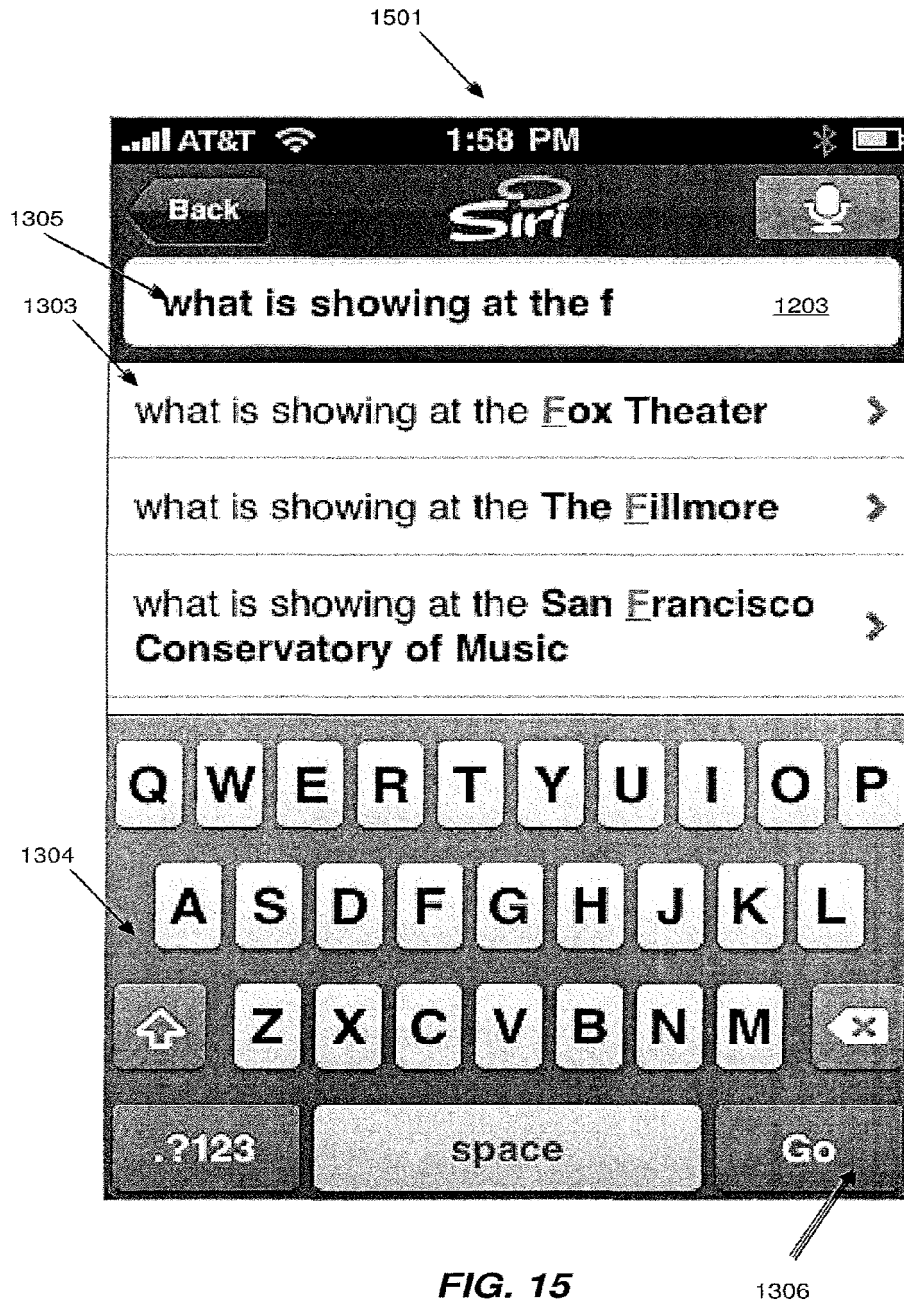 1501
AT&T 1:58 PM
Back Siri
1305
what is showing at the f 1203
1303
what is showing at the Fox Theater
what is showing at the The Fillmore
what is showing at the San Francisco
Conservatory of Music
Q W E R T Y U I O P
1304
A S D F G H J K L
Z X C V B N M
.?123 space Go
FIG. 15
1306